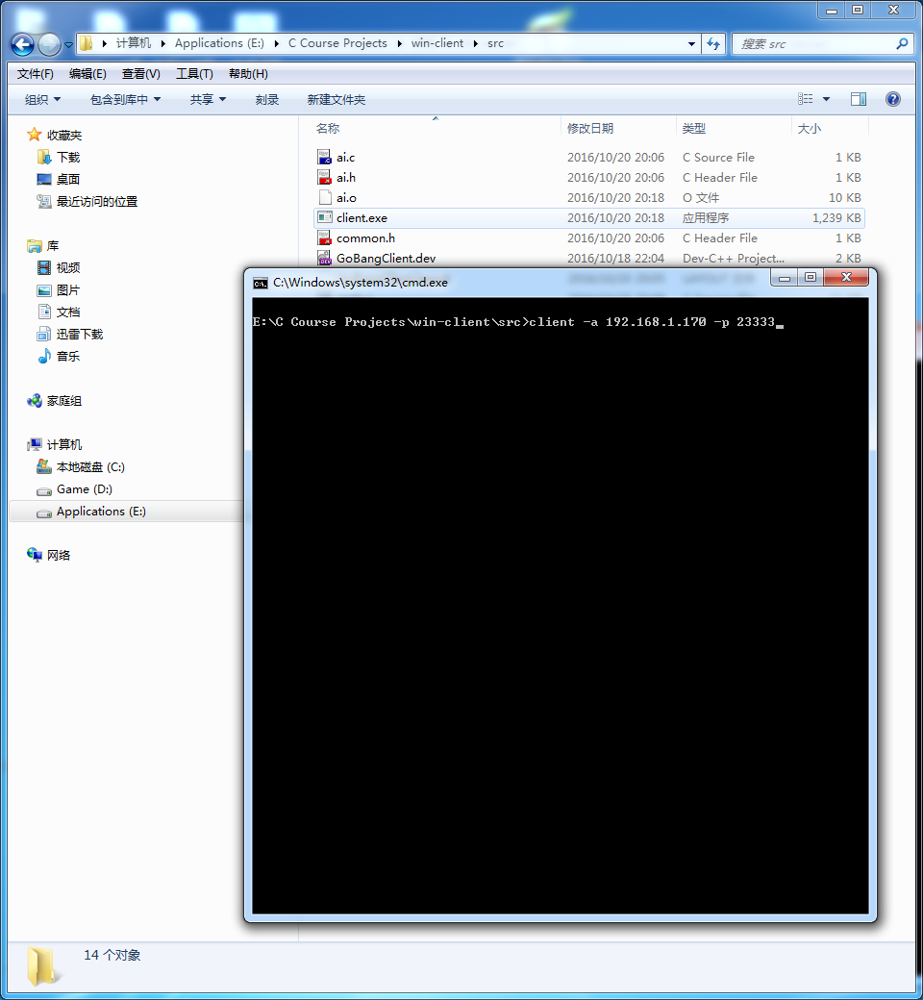 计算机 Applications (E:) C Course Projects win-client src 搜索 src
文件(F) 编辑(E) 查看(V) 工具(T) 帮助(H)
组织 包含到库中 共享 刻录 新建文件夹
名称 修改日期 类型 大小
ai.c 2016/10/20 20:06 C Source File 1 KB
ai.h 2016/10/20 20:06 C Header File 1 KB
ai.o 2016/10/20 20:18 O 文件 10 KB
client.exe 2016/10/20 20:18 应用程序 1,239 KB
common.h 2016/10/20 20:06 C Header File 1 KB
GoBangClient.dev 2016/10/18 22:04 Dev-C++ Project... 2 KB
收藏夹
下载
桌面
最近访问的位置
库
视频
图片
文档
迅雷下载
音乐
家庭组
计算机
本地磁盘 (C:)
Game (D:)
Applications (E:)
网络
C:\Windows\system32\cmd.exe
E:\C Course Projects\win-client\src>client -a 192.168.1.170 -p 23333_
14 个对象